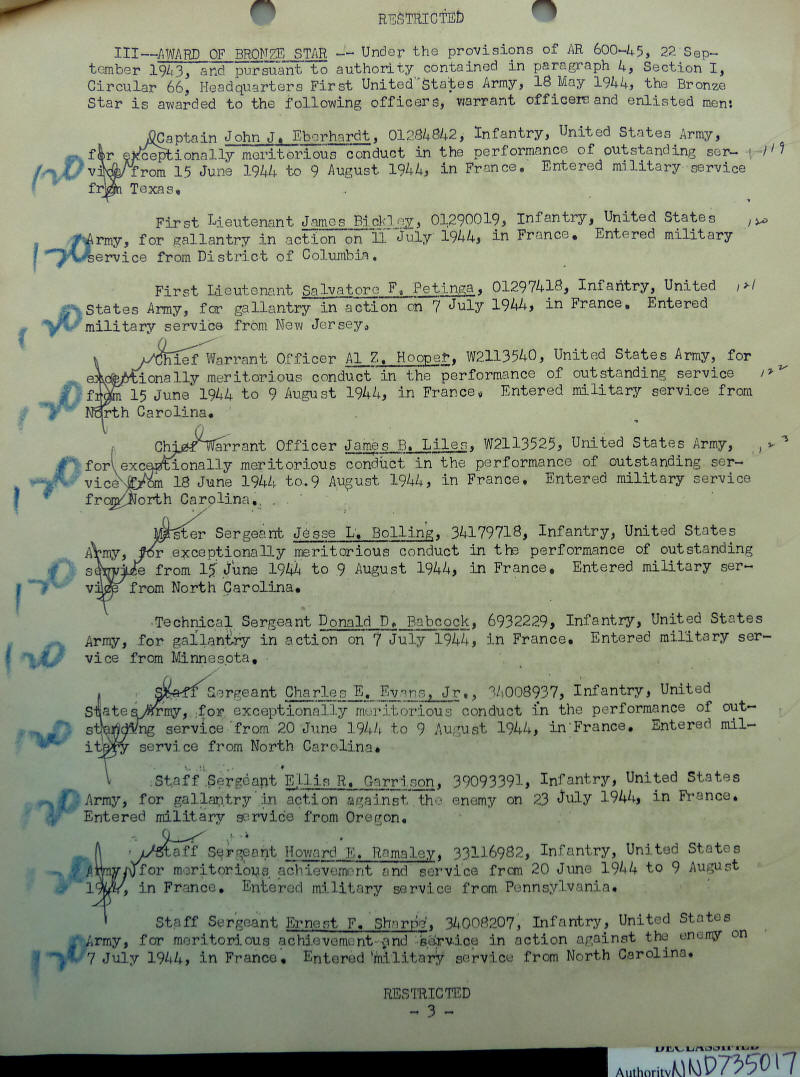 RESTRICTED
III--AWARD OF BRONZE STAR -- Under the provisions of AR 600-45, 22 Sep-
tember 1943, and pursuant to authority contained in paragraph 4, Section I,
Circular 66, Headquarters First United States Army, 18 May 1944, the Bronze
Star is awarded to the following officers, warrant officers and enlisted men:
Captain John J. Eberhardt, 01284842, Infantry, United States Army,
for exceptionally meritorious conduct in the performance of outstanding ser- 119
vice from 15 June 1944 to 9 August 1944, in France. Entered military service
from Texas.
First Lieutenant James Bickley, 01290019, Infantry, United States 120
Army, for gallantry in action on 11 July 1944, in France. Entered military
service from District of Columbia.
First Lieutenant Salvatore F. Petinga, 01297418, Infantry, United 121
States Army, for gallantry in action on 7 July 1944, in France. Entered
military service from New Jersey.
Chief Warrant Officer Al Z. Hooper, W2113540, United States Army, for
exceptionally meritorious conduct in the performance of outstanding service 122
from 15 June 1944 to 9 August 1944, in France. Entered military service from
North Carolina.
Chief Warrant Officer James B. Liles, W2113525, United States Army, 123
for exceptionally meritorious conduct in the performance of outstanding ser-
vice from 18 June 1944 to 9 August 1944, in France. Entered military service
from North Carolina.
Master Sergeant Jesse L. Bolling, 34179718, Infantry, United States
Army, for exceptionally meritorious conduct in the performance of outstanding
service from 15 June 1944 to 9 August 1944, in France. Entered military ser-
vice from North Carolina.
Technical Sergeant Donald D. Babcock, 6932229, Infantry, United States
Army, for gallantry in action on 7 July 1944, in France. Entered military ser-
vice from Minnesota.
Staff Sergeant Charles E. Evans, Jr., 34008937, Infantry, United
States Army, for exceptionally meritorious conduct in the performance of out-
standing service from 20 June 1944 to 9 August 1944, in France. Entered mil-
itary service from North Carolina.
Staff Sergeant Ellis R. Garrison, 39093391, Infantry, United States
Army, for gallantry in action against the enemy on 23 July 1944, in France.
Entered military service from Oregon.
Staff Sergeant Howard E. Ramaley, 33116982, Infantry, United States
Army, for meritorious achievement and service from 20 June 1944 to 9 August
1944, in France. Entered military service from Pennsylvania.
Staff Sergeant Ernest F. Sharpe, 34008207, Infantry, United States
Army, for meritorious achievement and service in action against the enemy on
7 July 1944, in France. Entered military service from North Carolina.
RESTRICTED
- 3 -
DECLASSIFIED
Authority NND735017